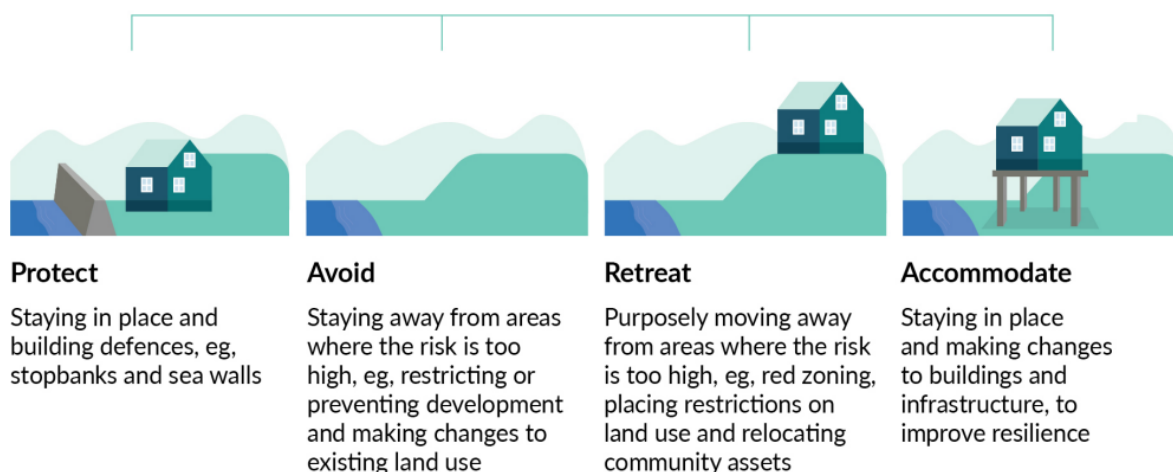 Protect
Staying in place and
building defences, eg,
stopbanks and sea walls
Avoid
Staying away from areas
where the risk is too
high, eg, restricting or
preventing development
and making changes to
existing land use
Retreat
Purposely moving away
from areas where the risk
is too high, eg, red zoning,
placing restrictions on
land use and relocating
community assets
Accommodate
Staying in place
and making changes
to buildings and
infrastructure, to
improve resilience